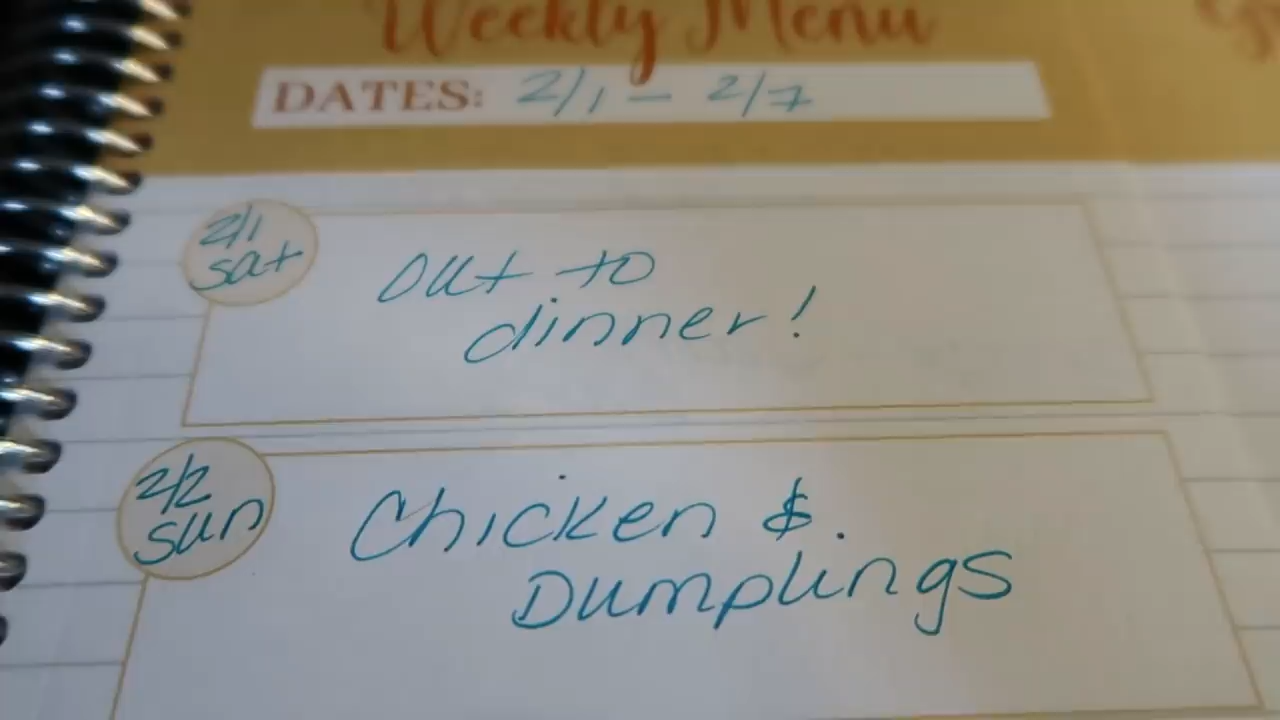 Weekly Menu
DATES: 2/1 - 2/7
2/1
sat
Out to
dinner!
2/2
sun
Chicken &
Dumplings